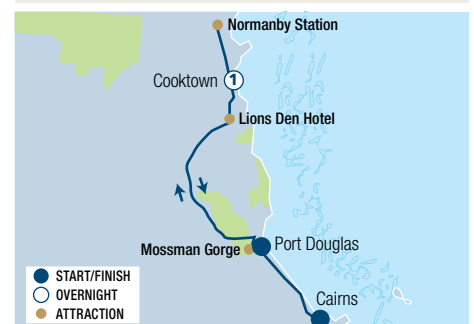 Normanby Station
Cooktown 1
Lions Den Hotel
Mossman Gorge
Port Douglas
Cairns
START/FINISH
OVERNIGHT
ATTRACTION